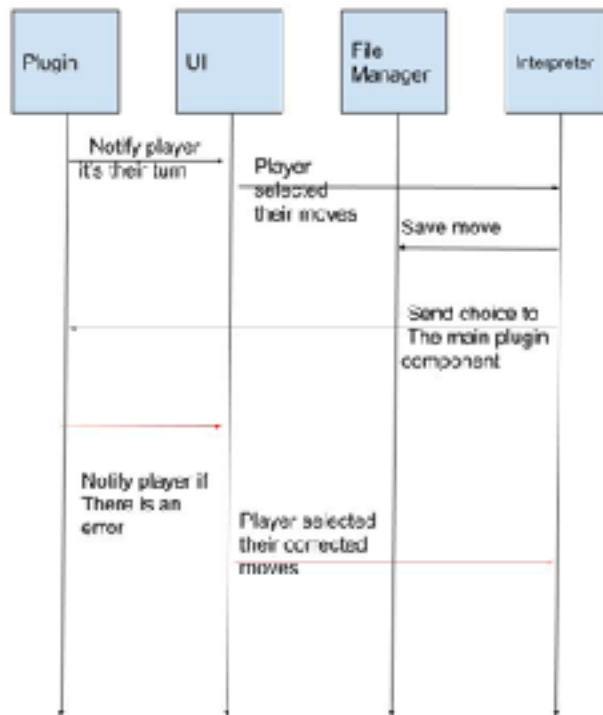 Plugin
UI
File
Manager
Interpreter
Notify player
it's their turn
Player
selected
their moves
Save move
Send choice to
The main plugin
component
Notify player if
There is an
error
Player selected
their corrected
moves